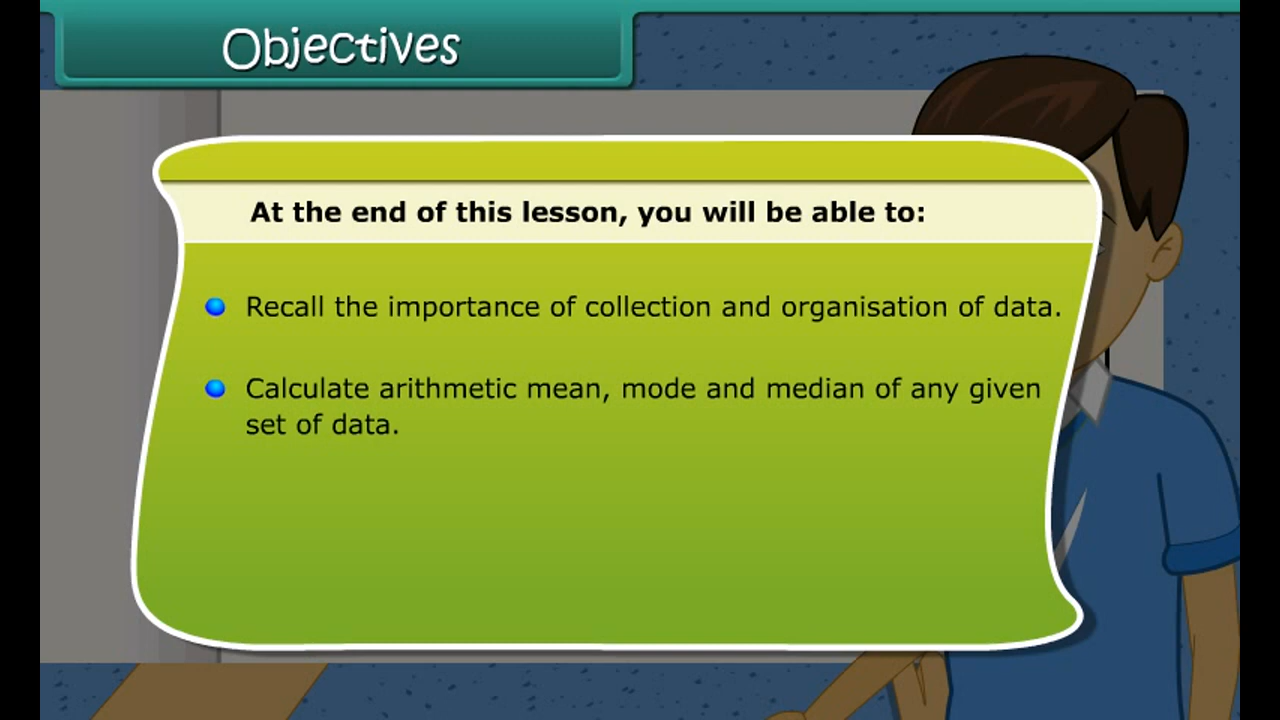 Objectives
At the end of this lesson, you will be able to:
Recall the importance of collection and organisation of data.
Calculate arithmetic mean, mode and median of any given
set of data.